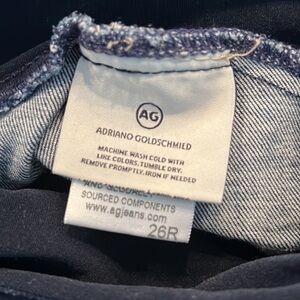 AG
ADRIANO GOLDSCHMIED
MACHINE WASH COLD WITH
LIKE COLORS, TUMBLE DRY.
REMOVE PROMPTLY. IRON IF NEEDED
SOURCED COMPONENTS
www.agjeans.com
26R